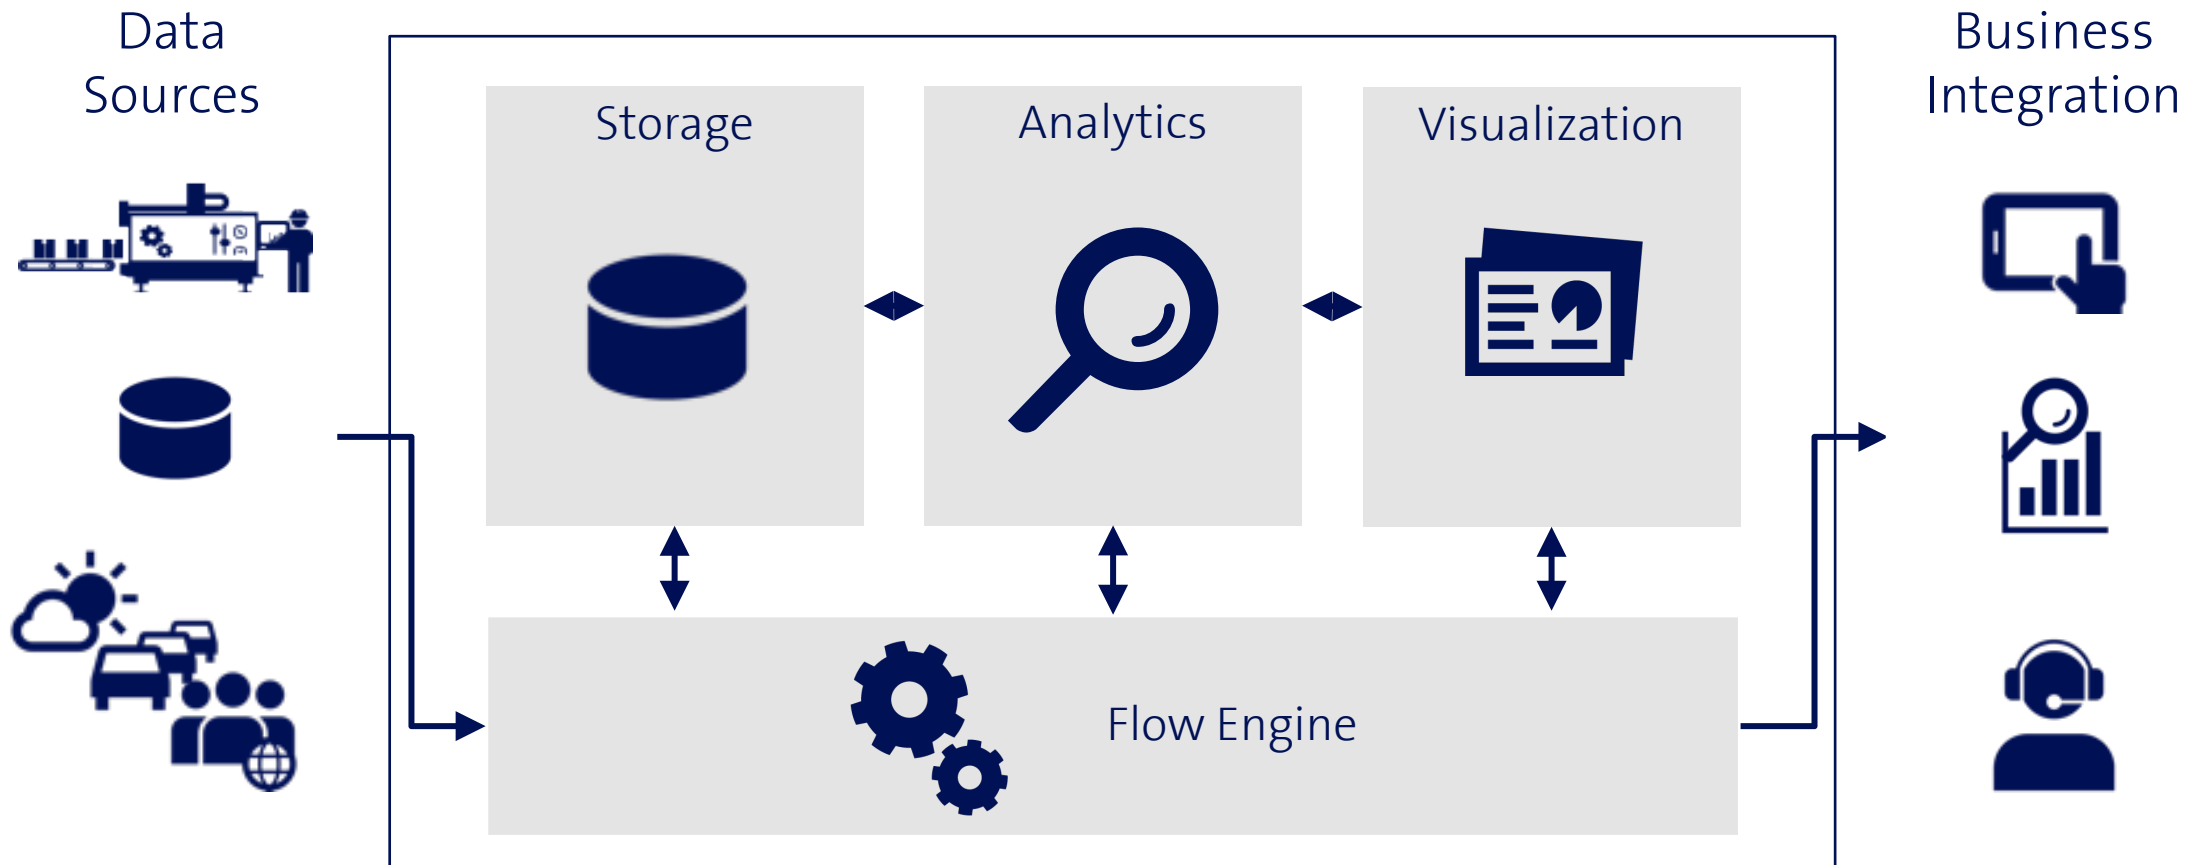 Data
Sources
Storage
Analytics
Visualization
Business
Integration
Flow Engine